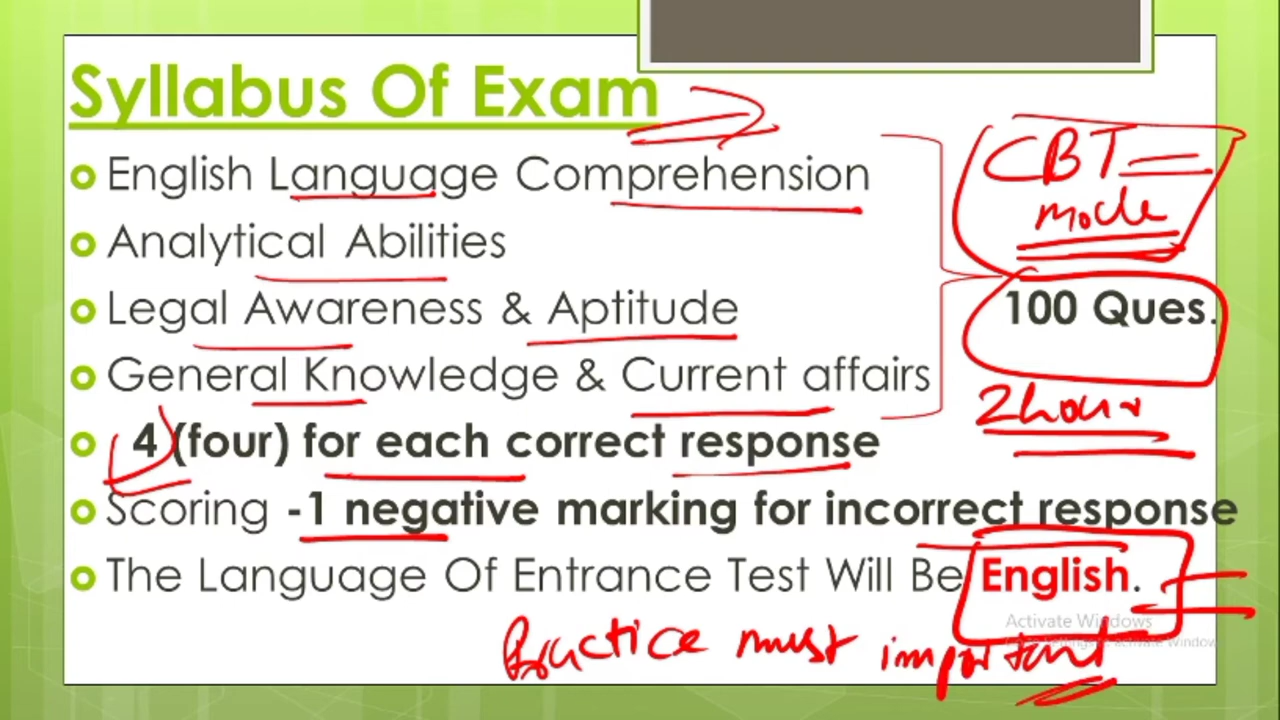 Syllabus Of Exam
English Language Comprehension
CBT
mode
Analytical Abilities
Legal Awareness & Aptitude
100 Ques.
General Knowledge & Current affairs
2 hour
4 (four) for each correct response
Scoring -1 negative marking for incorrect response
The Language Of Entrance Test Will Be English.
Activate Windows
Practice must important